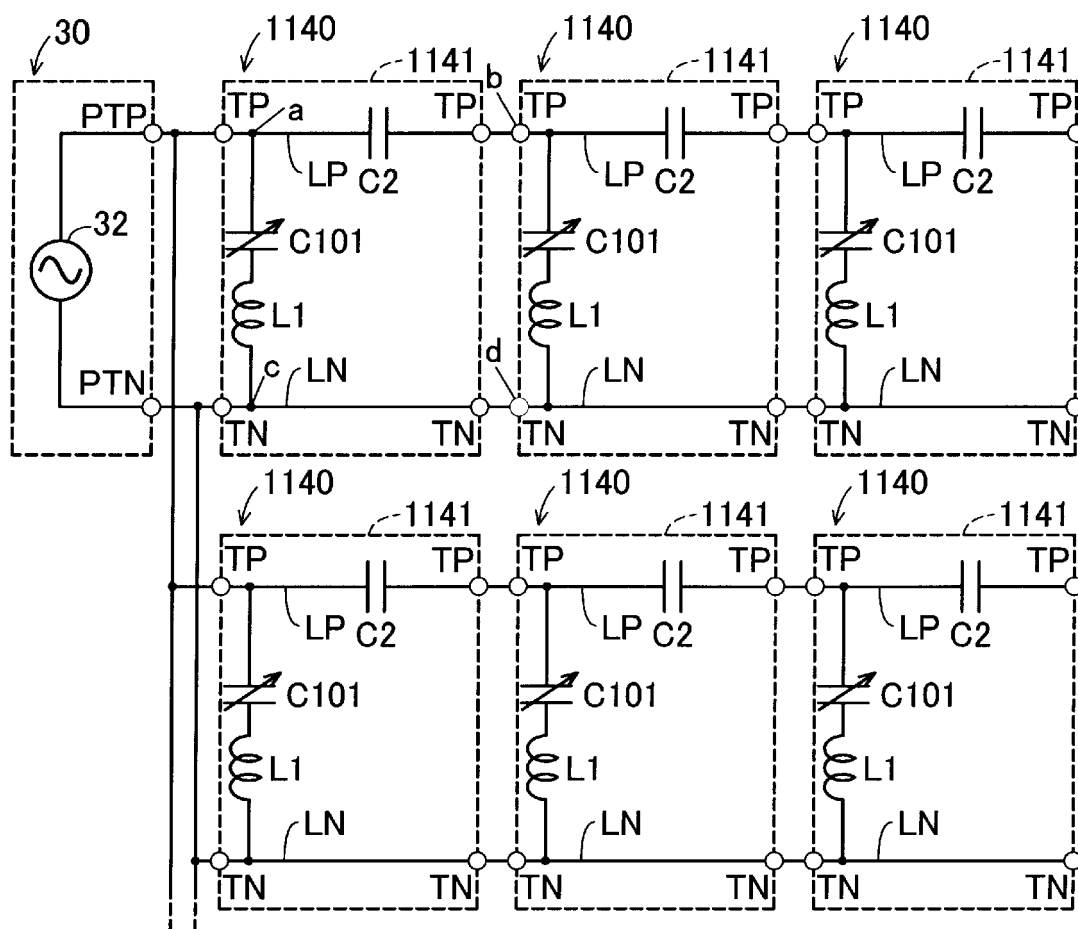 30 1140 1141 1140 1141 1140 1141
PTP TP a TP b TP TP TP TP
LP C2 LP C2 LP C2
32 C101 C101 C101
L1 L1 L1
PTN c LN d LN LN
TN TN TN TN TN TN
1140 1141 1140 1141 1140 1141
TP TP TP TP TP TP
LP C2 LP C2 LP C2
C101 C101 C101
L1 L1 L1
LN LN LN
TN TN TN TN TN TN